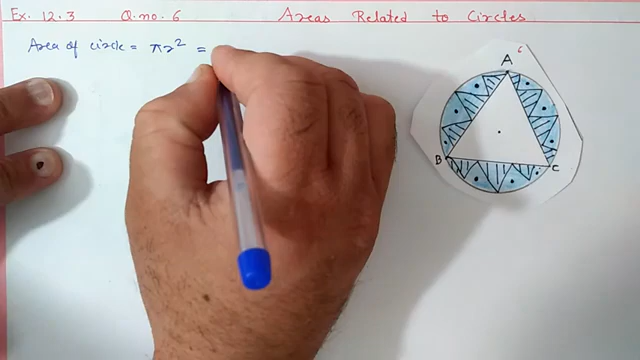 Ex. 12.3 Q.no. 6 Areas Related to Circles
Area of circle = πr² =
6
A
B
C